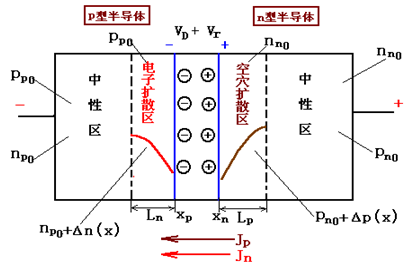 p型半导体
n型半导体
V_D + V_r
p_p0
n_n0
n_n0
- +
p_p0
中性区
电子扩散区
空穴扩散区
中性区
- +
n_p0
p_n0
L_n
x_p
x_n
L_p
n_p0+Δn(x)
p_n0+Δp(x)
J_p
J_n